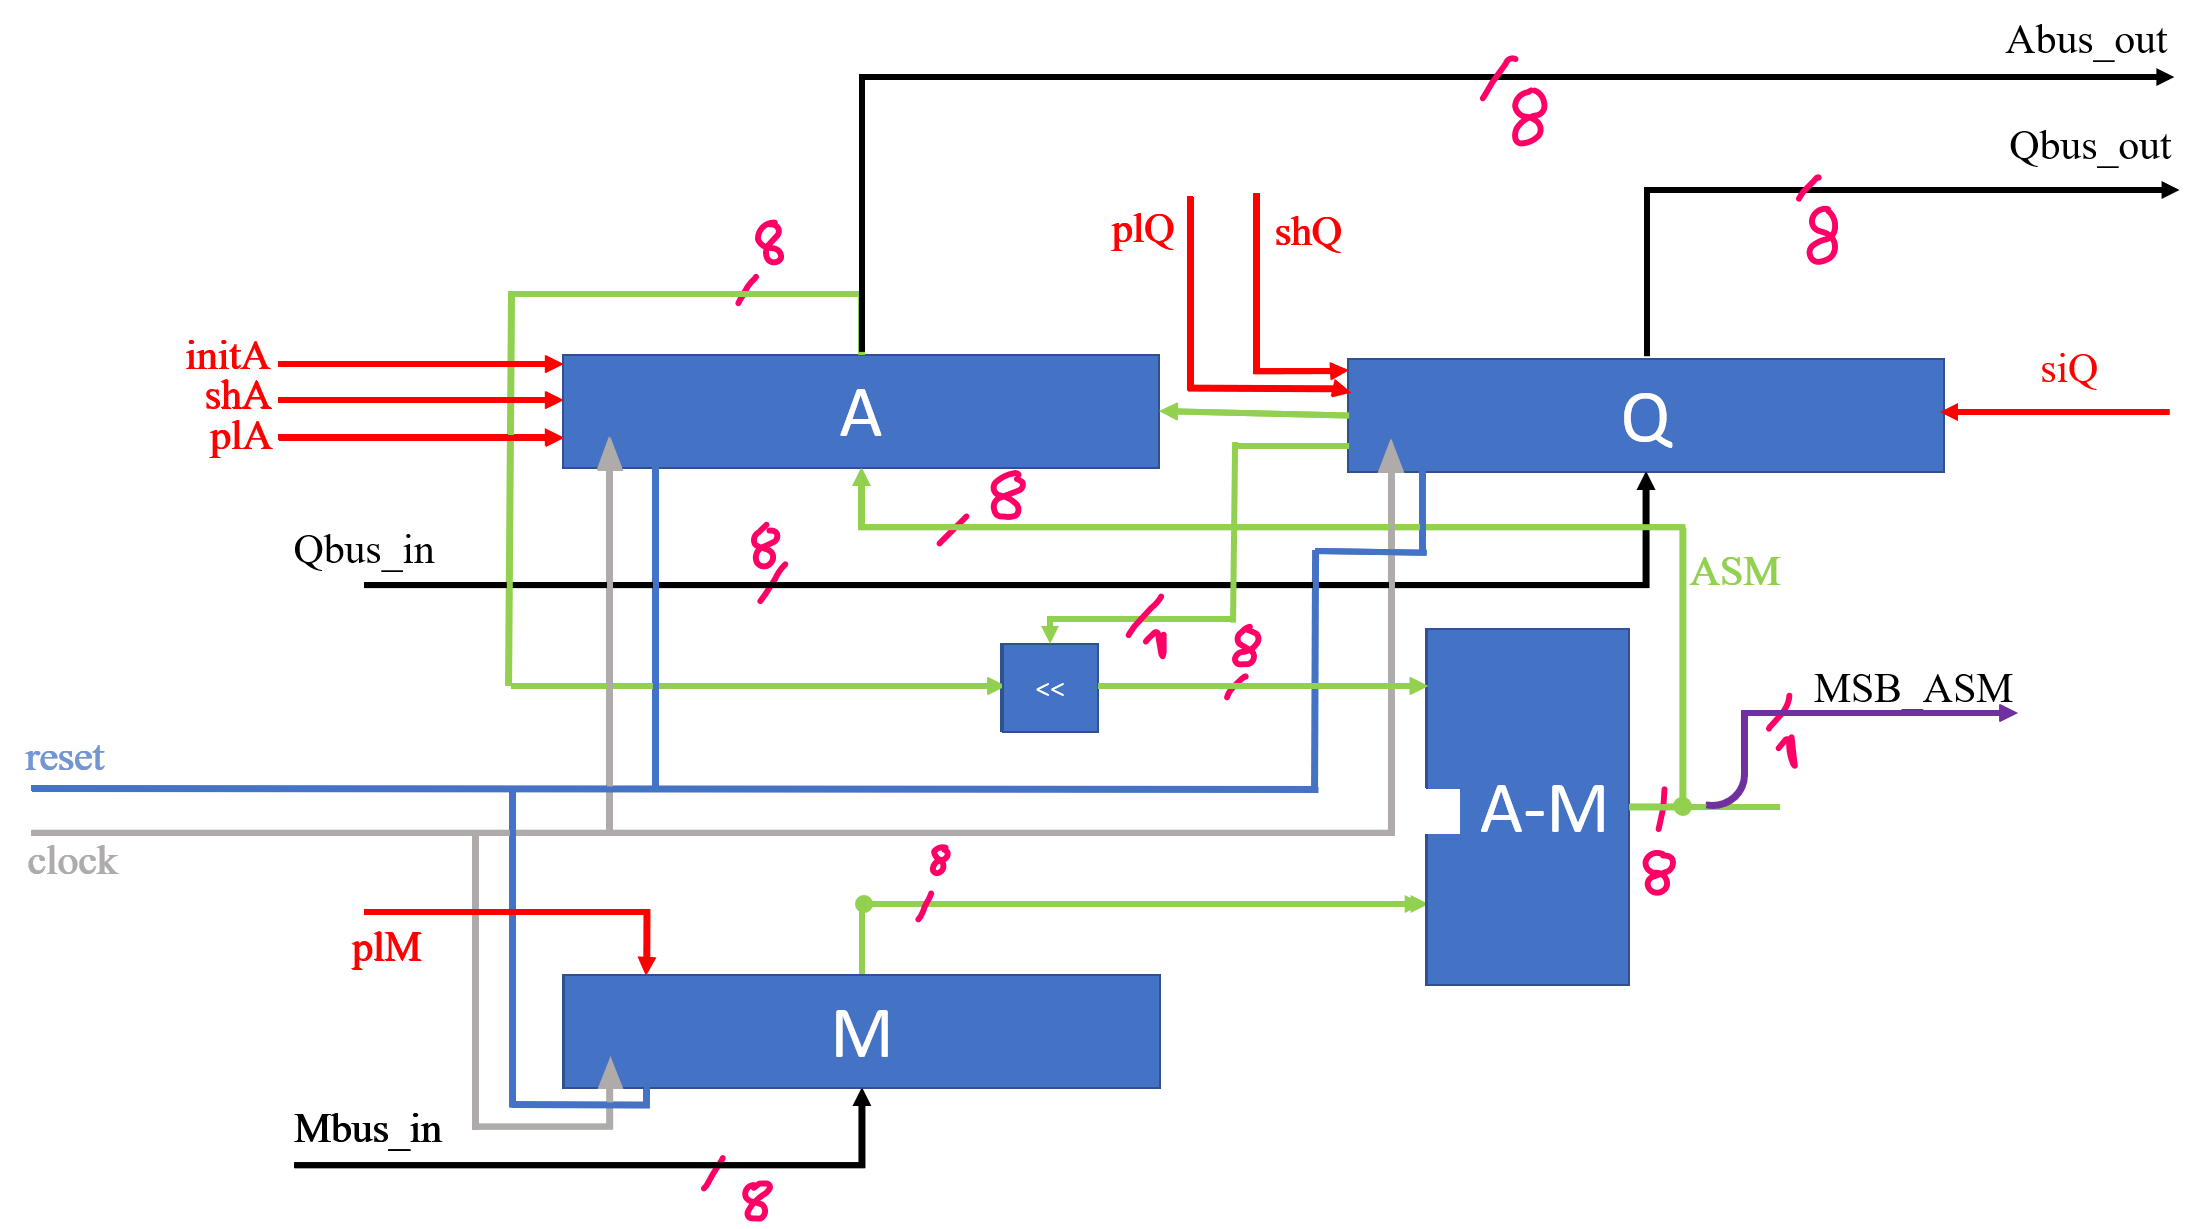 Abus_out
8
Qbus_out
8
plQ
shQ
8
initA
shA
plA
A
Q
siQ
8
Qbus_in
8
ASM
1
8
<<
MSB_ASM
1
reset
A-M
clock
8
8
plM
M
Mbus_in
8